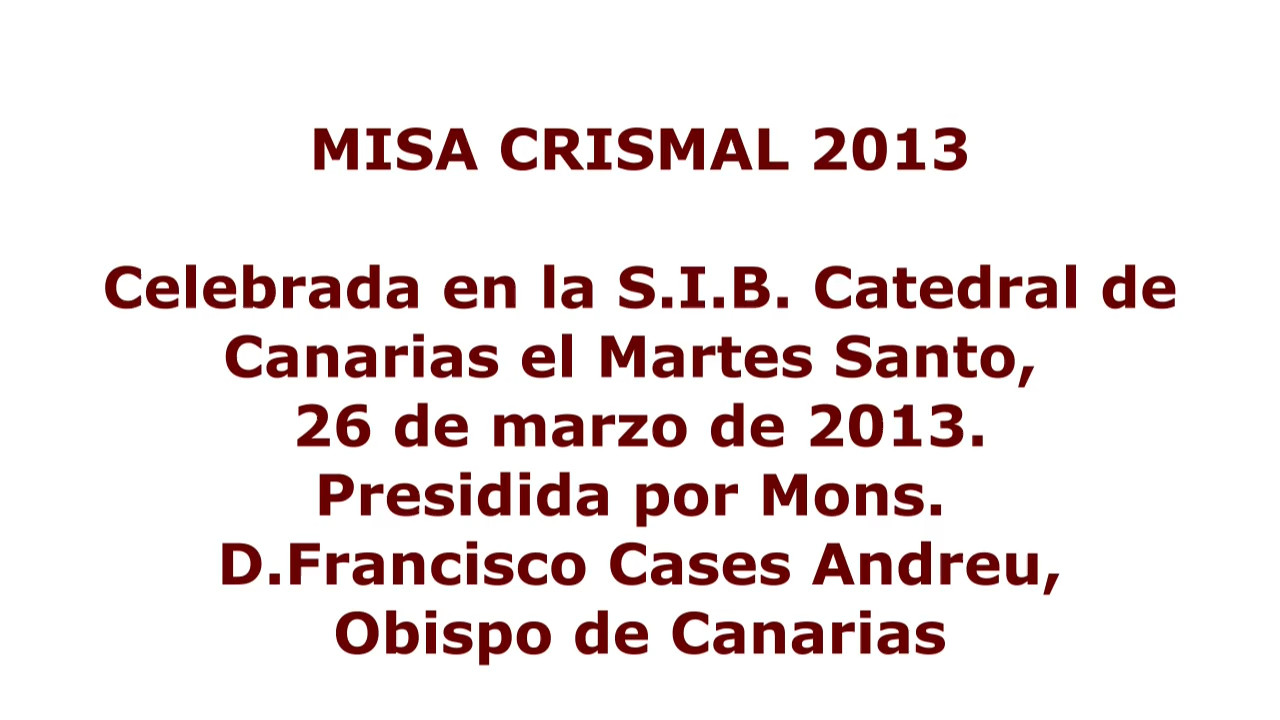 MISA CRISMAL 2013
Celebrada en la S.I.B. Catedral de
Canarias el Martes Santo,
26 de marzo de 2013.
Presidida por Mons.
D.Francisco Cases Andreu,
Obispo de Canarias